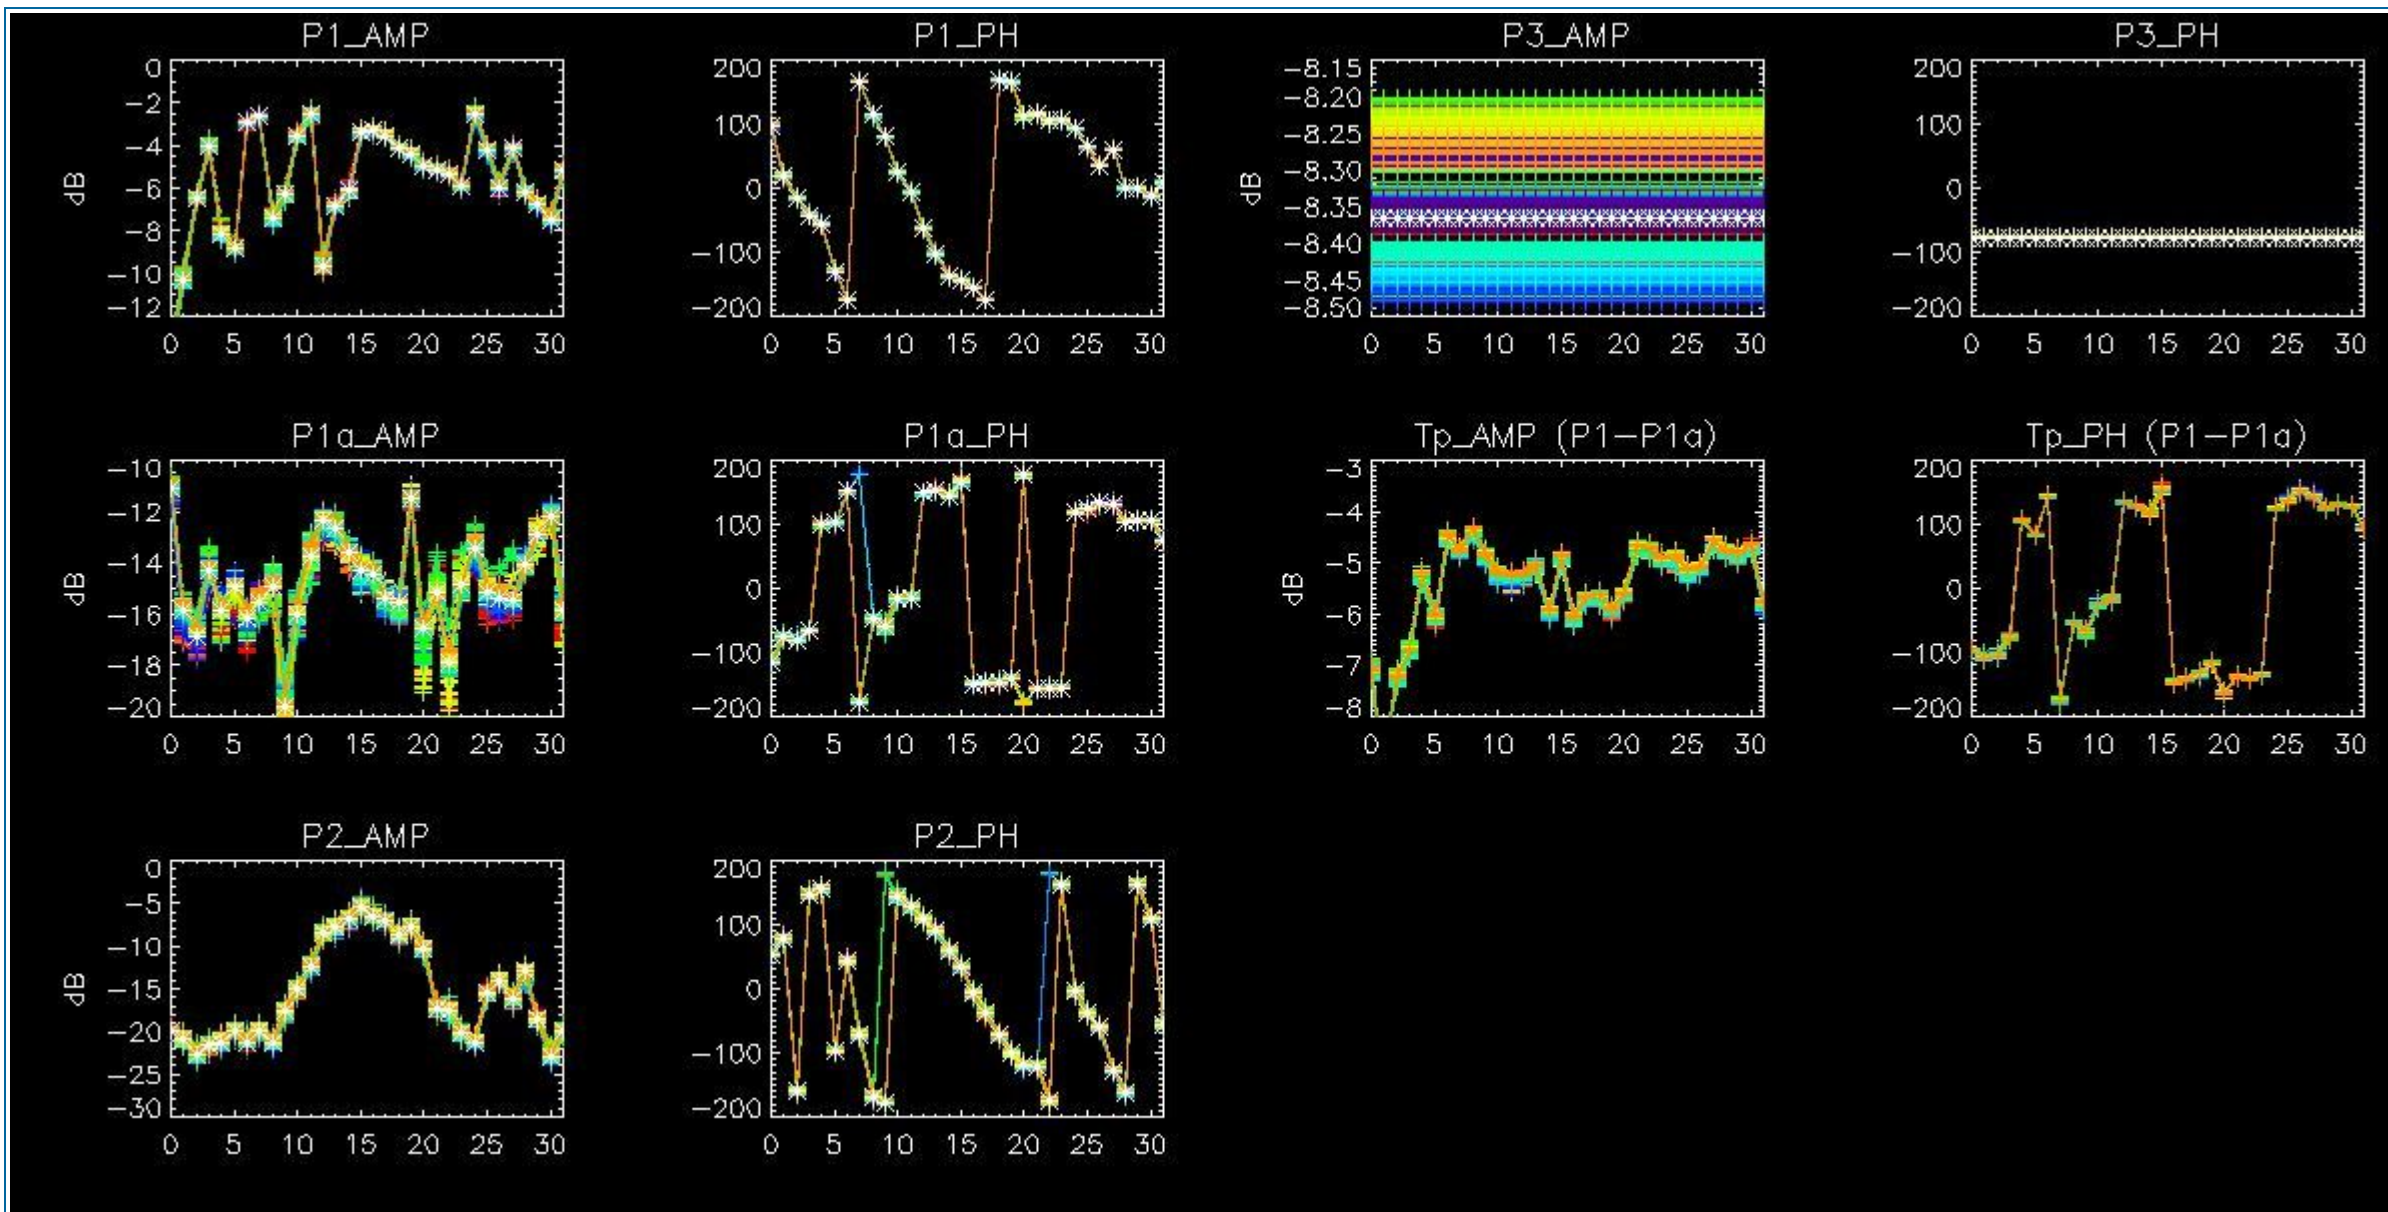 P1_AMP P1_PH P3_AMP P3_PH
0 200 -8.15 200
-2 -8.20
-4 100 -8.25 100
dB -6 0 dB -8.30 0
-8 -8.35
-10 -100 -8.40 -100
-8.45
-12 -200 -8.50 -200
0 5 10 15 20 25 30 0 5 10 15 20 25 30 0 5 10 15 20 25 30 0 5 10 15 20 25 30
P1a_AMP P1a_PH Tp_AMP (P1-P1a) Tp_PH (P1-P1a)
-10 200 -3 200
-12 100 -4 100
dB -14 0 dB -5 0
-16 -6
-18 -100 -7 -100
-20 -200 -8 -200
0 5 10 15 20 25 30 0 5 10 15 20 25 30 0 5 10 15 20 25 30 0 5 10 15 20 25 30
P2_AMP P2_PH
0 200
-5 100
-10
dB -15 0
-20 -100
-25
-30 -200
0 5 10 15 20 25 30 0 5 10 15 20 25 30